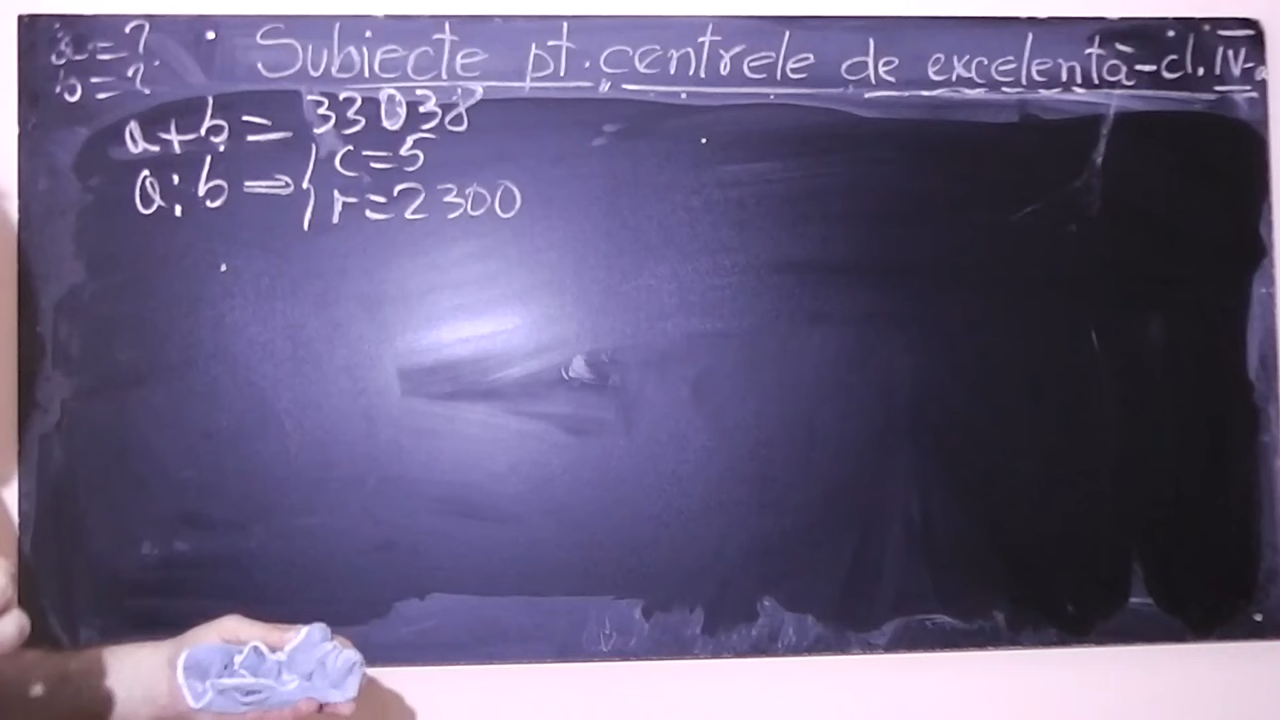 a=?
b=?
Subiecte pt. centrele de excelență-cl. IV-a
a+b=33038
a:b⇒{c=5
r=2300